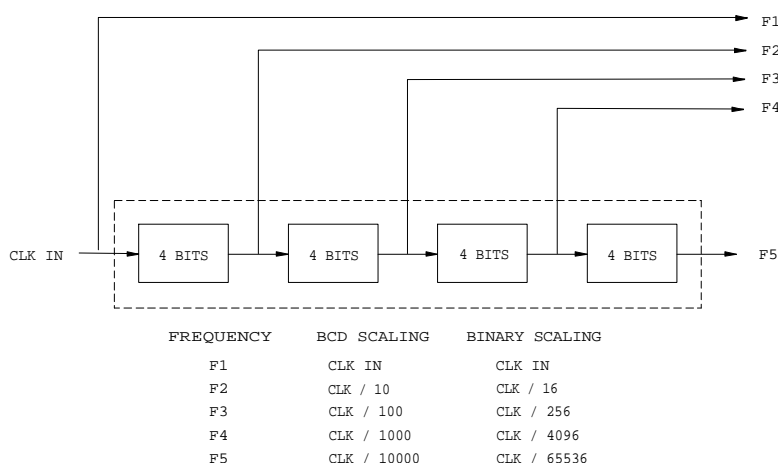 F1
F2
F3
F4
CLK IN 4 BITS 4 BITS 4 BITS 4 BITS F5
FREQUENCY BCD SCALING BINARY SCALING
F1 CLK IN CLK IN
F2 CLK / 10 CLK / 16
F3 CLK / 100 CLK / 256
F4 CLK / 1000 CLK / 4096
F5 CLK / 10000 CLK / 65536